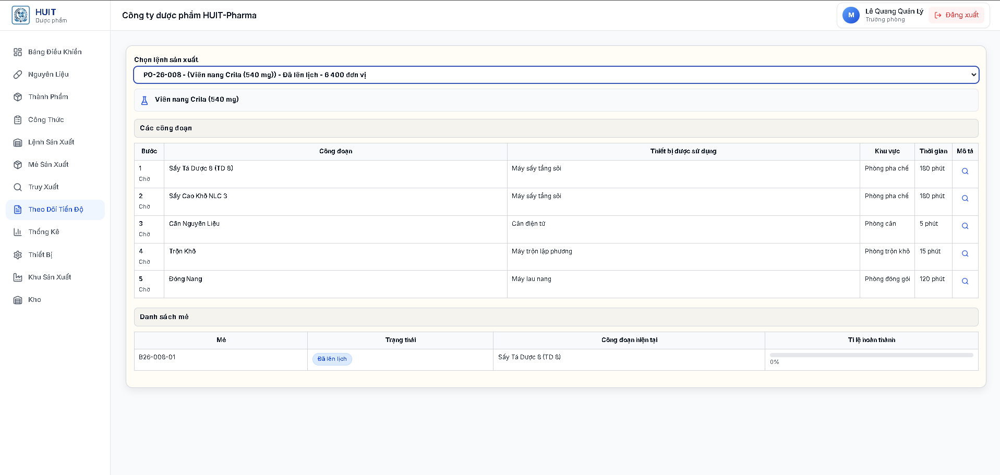 HUIT
Dược phẩm
Công ty dược phẩm HUIT-Pharma
M
Lê Quang Quản Lý
Trưởng phòng
Đăng xuất
Bảng Điều Khiển
Nguyên Liệu
Thành Phẩm
Công Thức
Lệnh Sản Xuất
Mẻ Sản Xuất
Truy Xuất
Theo Dõi Tiến Độ
Thống Kê
Thiết Bị
Khu Sản Xuất
Kho
Chọn lệnh sản xuất
PO-26-008 - (Viên nang Crila (540 mg)) - Đã lên lịch - 6 400 đơn vị
Viên nang Crila (540 mg)
Các công đoạn
Bước Công đoạn Thiết bị được sử dụng Khu vực Thời gian Mô tả
1 Sấy Tá Dược 8 (TD 8) Máy sấy tầng sôi Phòng pha chế 180 phút
Chờ
2 Sấy Cao Khô NLC 3 Máy sấy tầng sôi Phòng pha chế 180 phút
Chờ
3 Cân Nguyên Liệu Cân điện tử Phòng cân 5 phút
Chờ
4 Trộn Khô Máy trộn lập phương Phòng trộn khô 15 phút
Chờ
5 Đóng Nang Máy lau nang Phòng đóng gói 120 phút
Chờ
Danh sách mẻ
Mẻ Trạng thái Công đoạn hiện tại Tỉ lệ hoàn thành
B26-008-01 Đã lên lịch Sấy Tá Dược 8 (TD 8)
0%